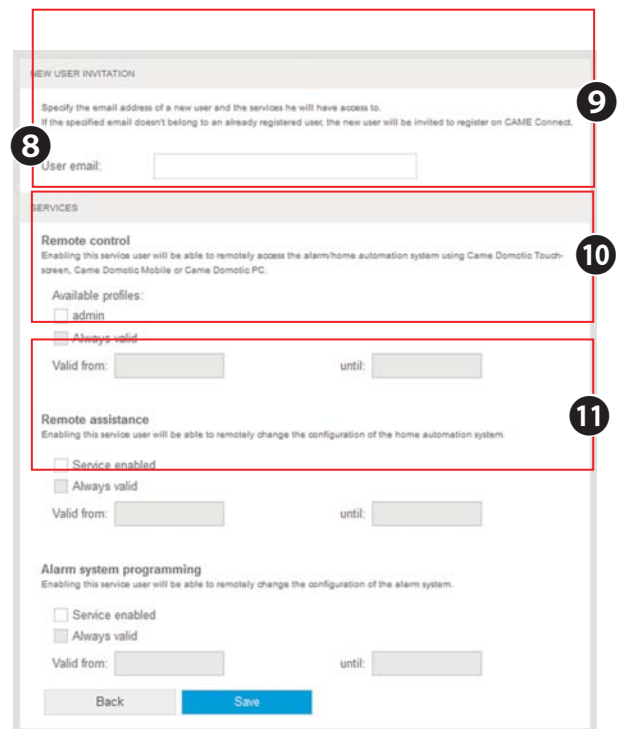 NEW USER INVITATION
Specify the email address of a new user and the services he will have access to.
9
If the specified email doesn't belong to an already registered user, the new user will be invited to register on CAME Connect.
8
User email:
SERVICES
Remote control
10
Enabling this service user will be able to remotely access the alarm/home automation system using Came Domotic Touch-
screen, Came Domotic Mobile or Came Domotic PC.
Available profiles:
admin
Always valid
Valid from: until:
11
Remote assistance
Enabling this service user will be able to remotely change the configuration of the home automation system.
Service enabled
Always valid
Valid from: until:
Alarm system programming
Enabling this service user will be able to remotely change the configuration of the alarm system.
Service enabled
Always valid
Valid from: until:
Back Save